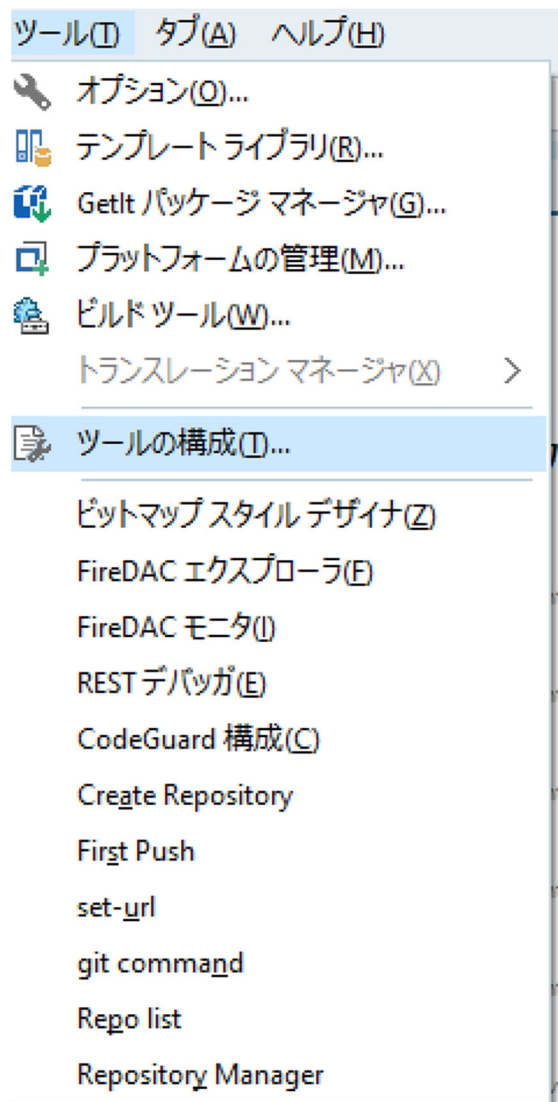 ツール(T) タブ(A) ヘルプ(H)
オプション(O)...
テンプレート ライブラリ(R)...
GetIt パッケージ マネージャ(G)...
プラットフォームの管理(M)...
ビルド ツール(W)...
トランスレーション マネージャ(X)
ツールの構成(T)...
ビットマップ スタイル デザイナ(Z)
FireDAC エクスプローラ(F)
FireDAC モニタ(I)
REST デバッガ(E)
CodeGuard 構成(C)
Create Repository
First Push
set-url
git command
Repo list
Repository Manager